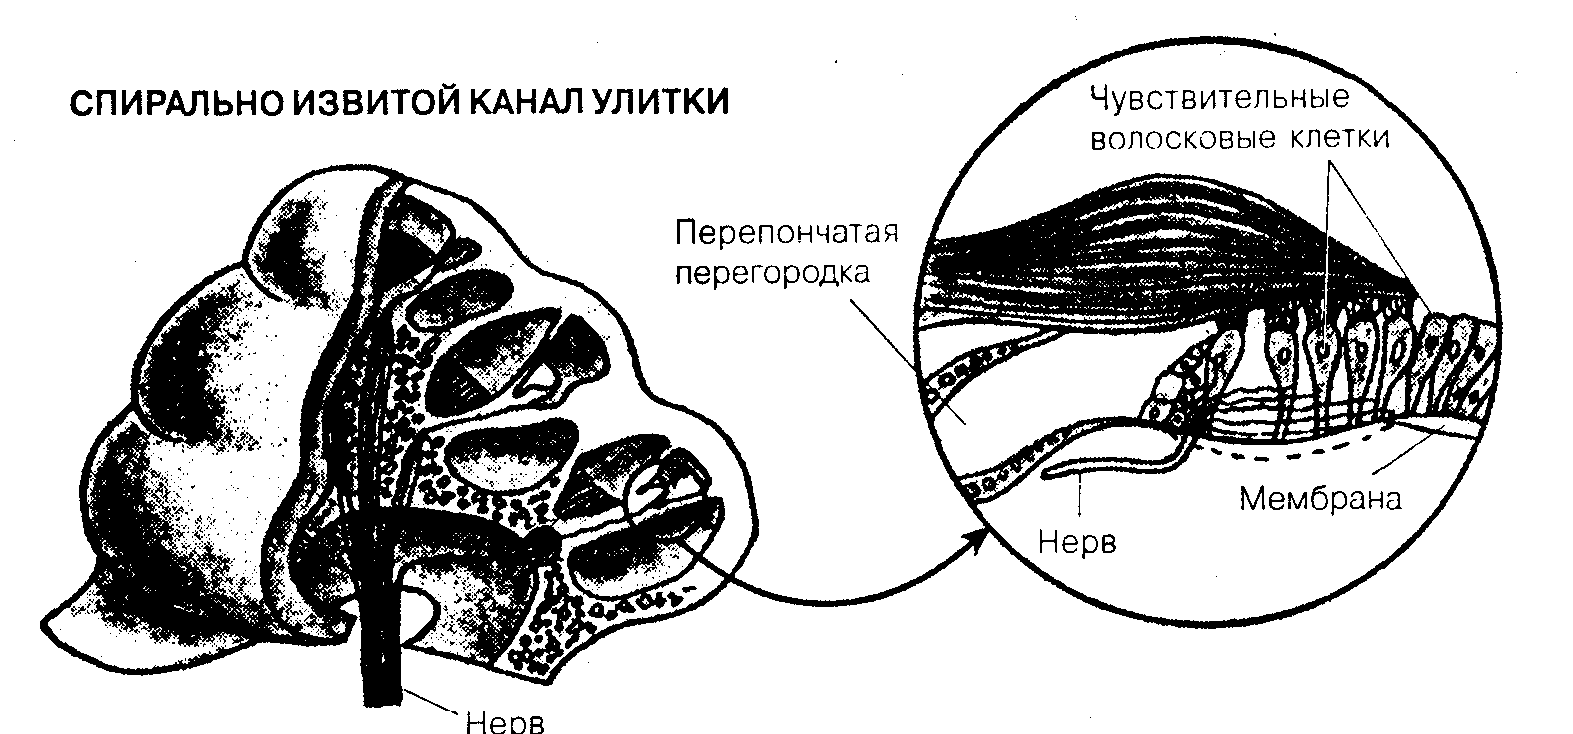 СПИРАЛЬНО ИЗВИТОЙ КАНАЛ УЛИТКИ
Чувствительные
волосковые клетки
Перепончатая
перегородка
Мембрана
Нерв
Нерв